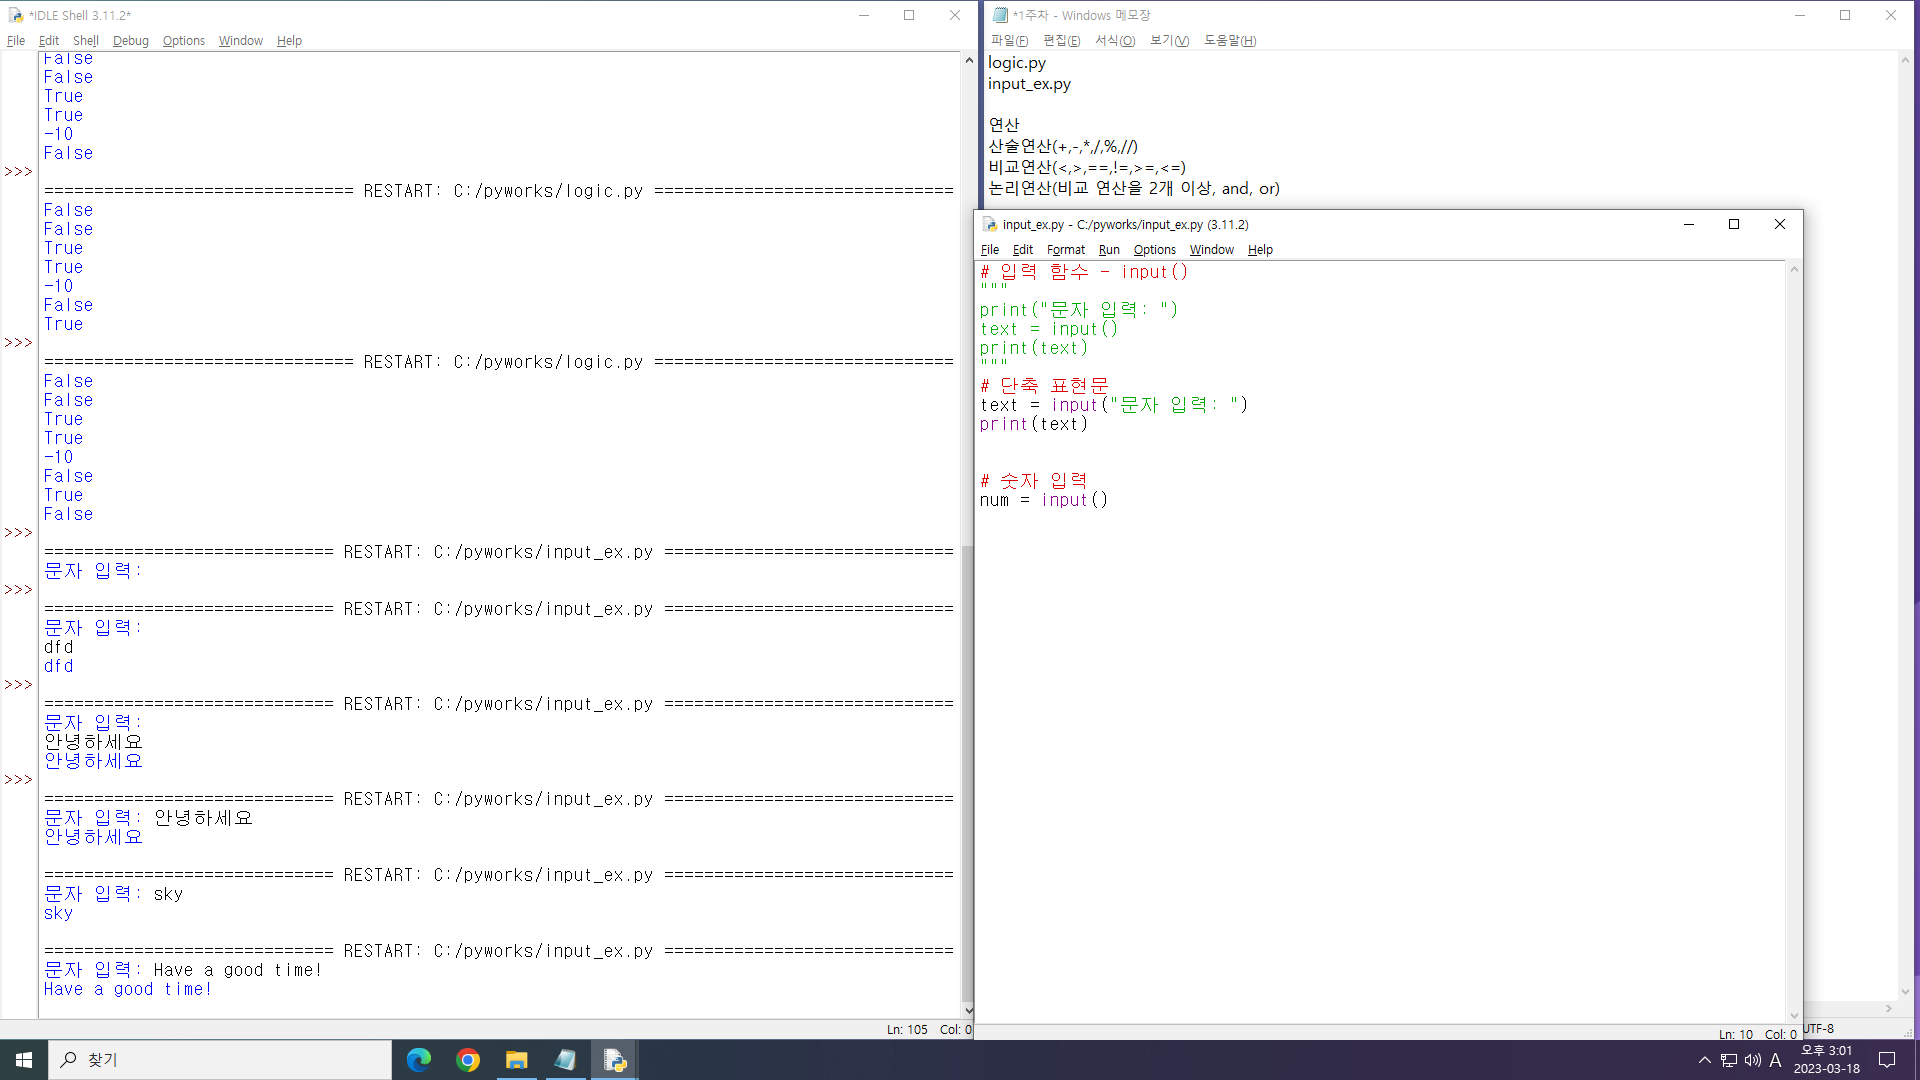 *IDLE Shell 3.11.2*
File Edit Shell Debug Options Window Help
False
False
True
True
-10
False
>>>
=============================== RESTART: C:/pyworks/logic.py ==============================
False
False
True
True
-10
False
True
>>>
=============================== RESTART: C:/pyworks/logic.py ==============================
False
False
True
True
-10
False
True
False
>>>
============================= RESTART: C:/pyworks/input_ex.py =============================
문자 입력:
>>>
============================= RESTART: C:/pyworks/input_ex.py =============================
문자 입력:
dfd
dfd
>>>
============================= RESTART: C:/pyworks/input_ex.py =============================
문자 입력:
안녕하세요
안녕하세요
>>>
============================= RESTART: C:/pyworks/input_ex.py =============================
문자 입력: 안녕하세요
안녕하세요
============================= RESTART: C:/pyworks/input_ex.py =============================
문자 입력: sky
sky
============================= RESTART: C:/pyworks/input_ex.py =============================
문자 입력: Have a good time!
Have a good time!
Ln: 105 Col: 0
*1주차 - Windows 메모장
파일(F) 편집(E) 서식(O) 보기(V) 도움말(H)
logic.py
input_ex.py
연산
산술연산(+,-,*,/,%,//)
비교연산(<,>,==,!=,>=,<=)
논리연산(비교 연산을 2개 이상, and, or)
UTF-8
input_ex.py - C:/pyworks/input_ex.py (3.11.2)
File Edit Format Run Options Window Help
# 입력 함수 - input()
"""
print("문자 입력: ")
text = input()
print(text)
"""
# 단축 표현문
text = input("문자 입력: ")
print(text)
# 숫자 입력
num = input()
Ln: 10 Col: 0
찾기
A
오후 3:01
2023-03-18